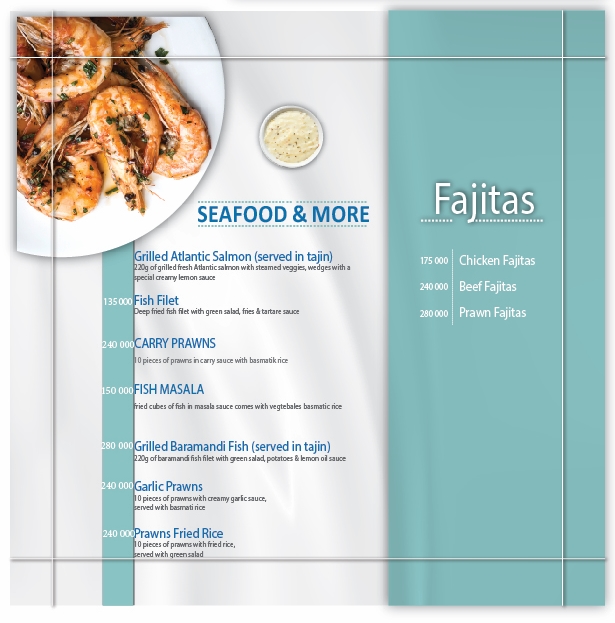 SEAFOOD & MORE
Grilled Atlantic Salmon (served in tajin)
220g of grilled fresh Atlantic salmon with steamed veggies, wedges with a
special creamy lemon sauce
135 000 Fish Filet
Deep fried fish filet with green salad, fries & tartare sauce
240 000 CARRY PRAWNS
10 pieces of prawns in carry sauce with basmatik rice
150 000 FISH MASALA
fried cubes of fish in masala sauce comes with vegtebales basmatic rice
280 000 Grilled Baramandi Fish (served in tajin)
220g of baramandi fish filet with green salad, potatoes & lemon oil sauce
240 000 Garlic Prawns
10 pieces of prawns with creamy garlic sauce,
served with basmati rice
240 000 Prawns Fried Rice
10 pieces of prawns with fried rice,
served with green salad
Fajitas
175 000 Chicken Fajitas
240 000 Beef Fajitas
280 000 Prawn Fajitas